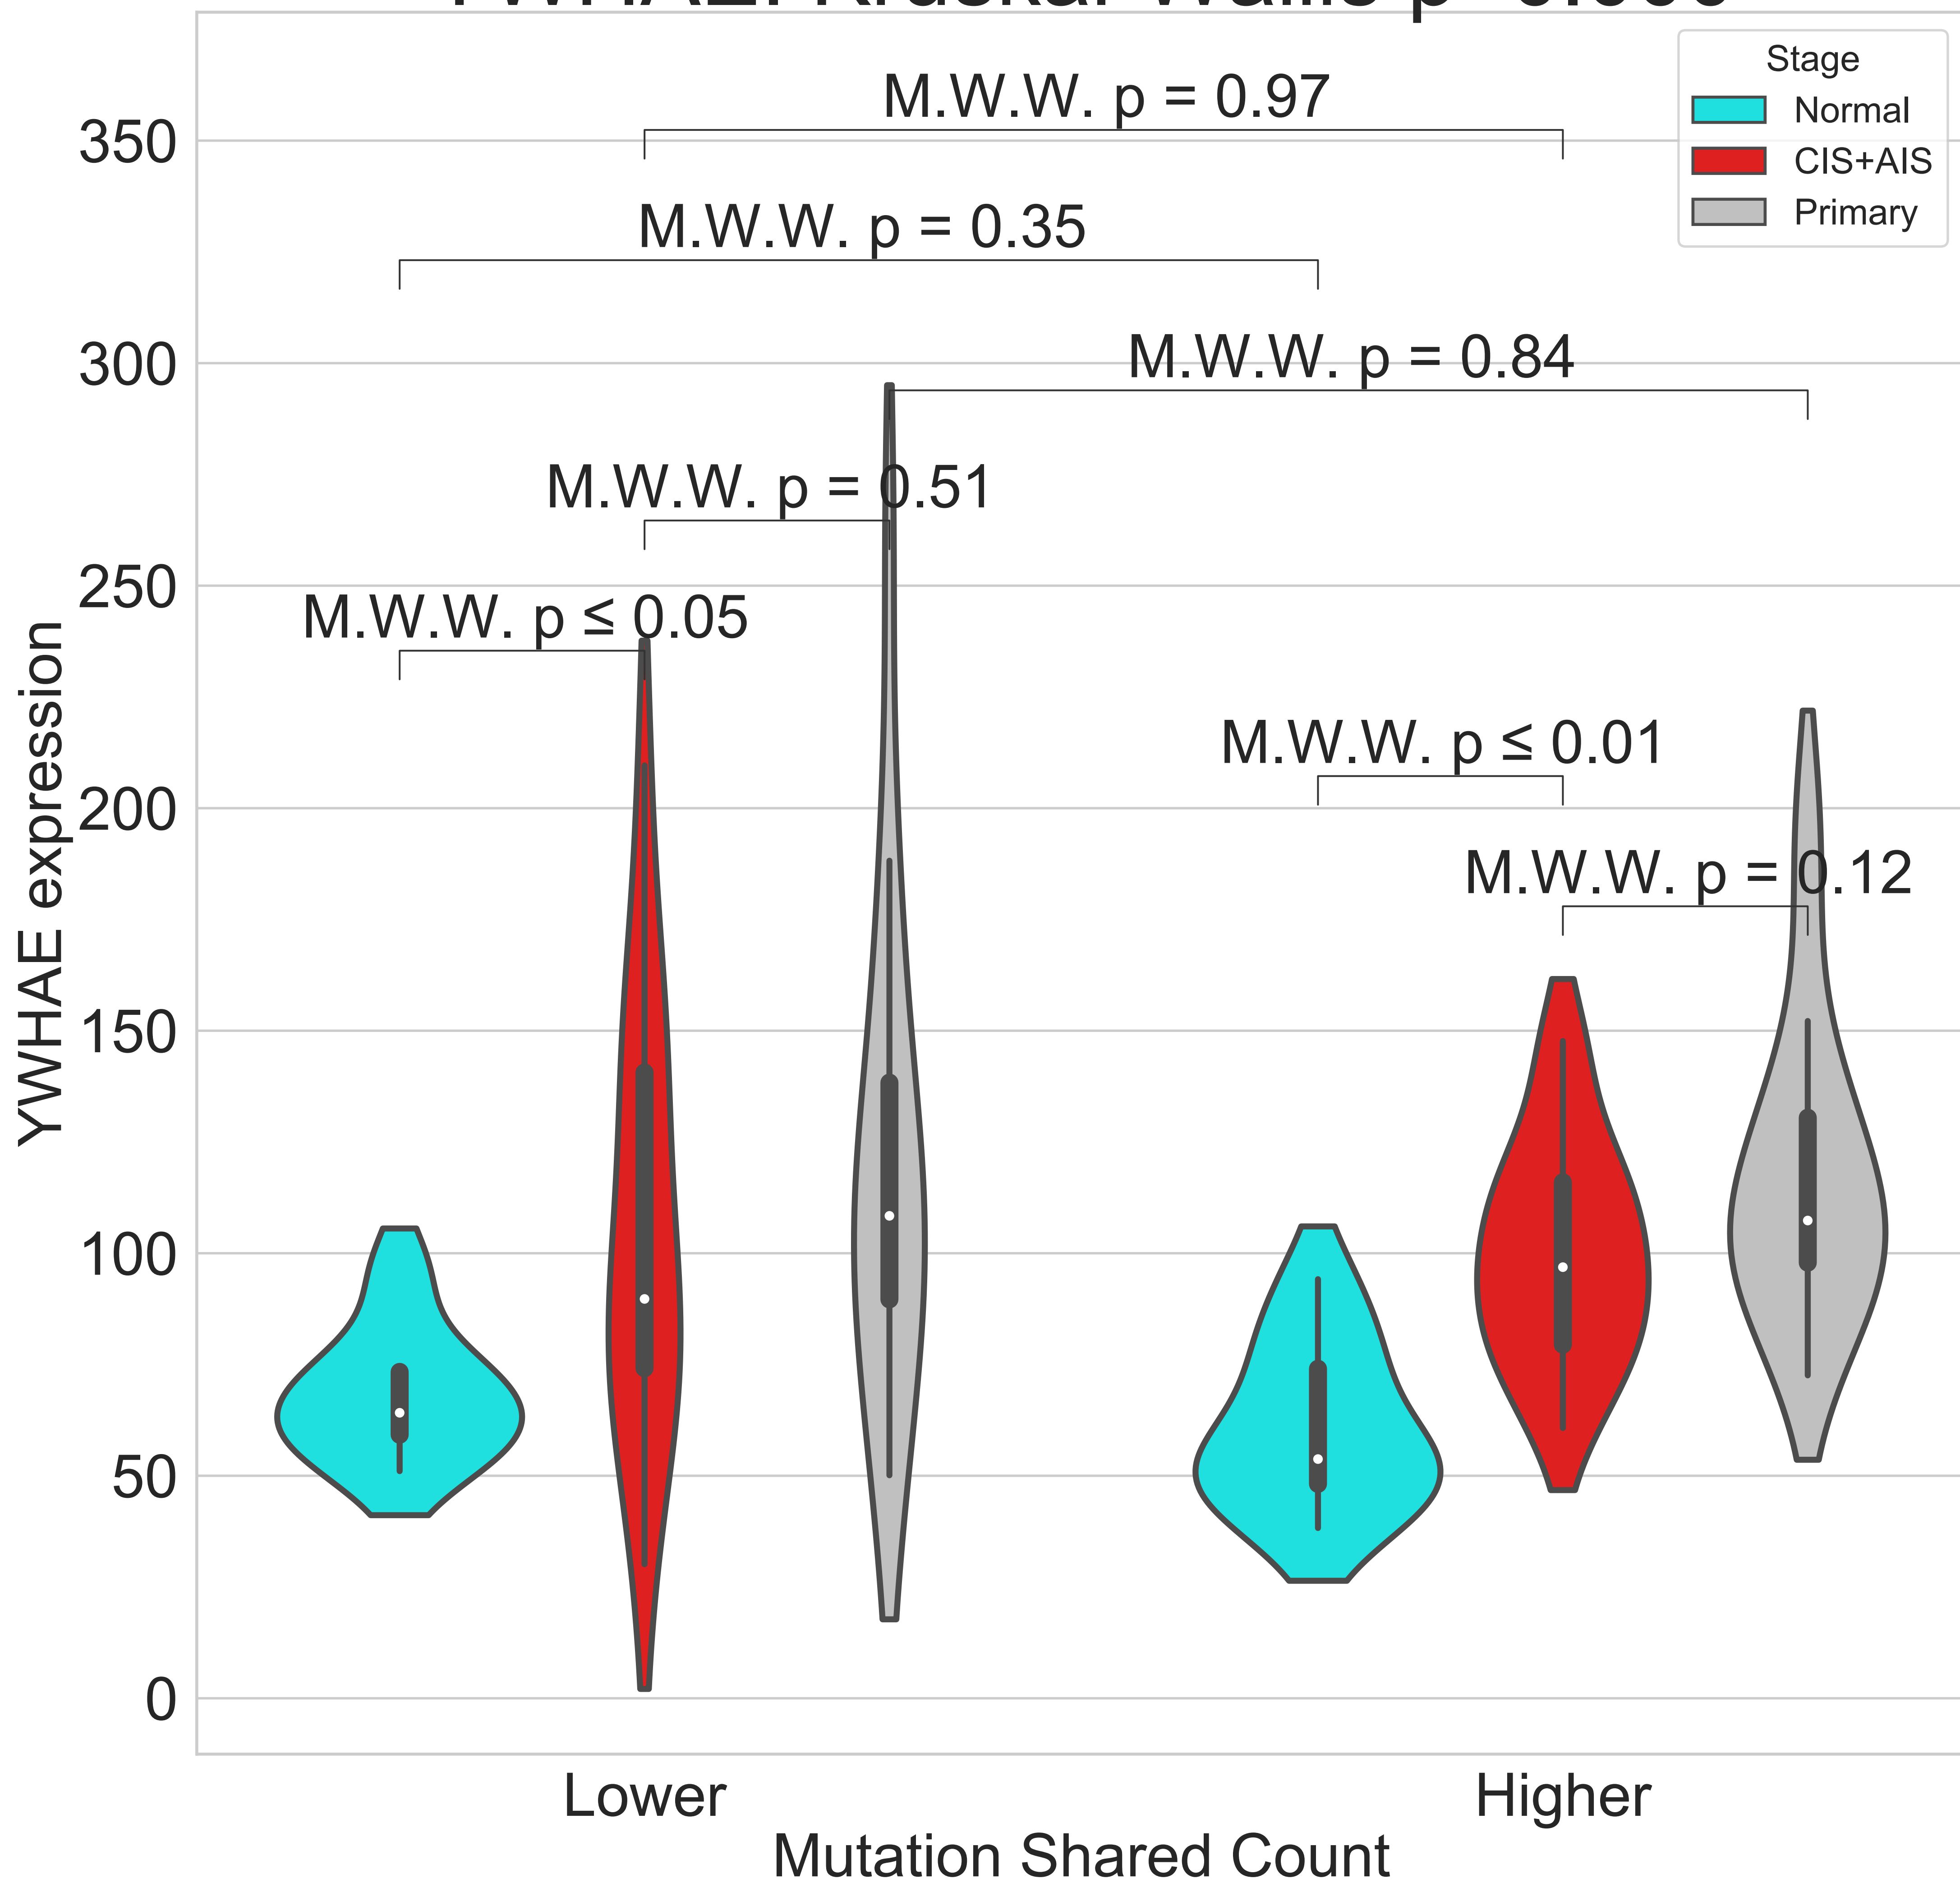 Stage
Normal
CIS+AIS
Primary
M.W.W. p = 0.97
M.W.W. p = 0.35
M.W.W. p = 0.84
M.W.W. p = 0.51
M.W.W. p ≤ 0.05
M.W.W. p ≤ 0.01
M.W.W. p = 0.12
350
300
250
200
150
100
50
0
YWHAE expression
Lower
Higher
Mutation Shared Count